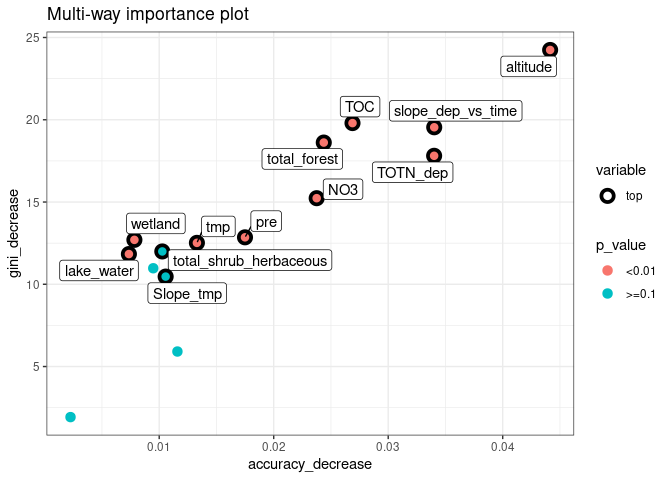 Multi-way importance plot
25
20
15
10
5
gini_decrease
altitude
TOC
slope_dep_vs_time
total_forest
TOTN_dep
NO3
wetland
tmp
pre
lake_water
total_shrub_herbaceous
Slope_tmp
0.01
0.02
0.03
0.04
accuracy_decrease
variable
top
p_value
<0.01
>=0.1